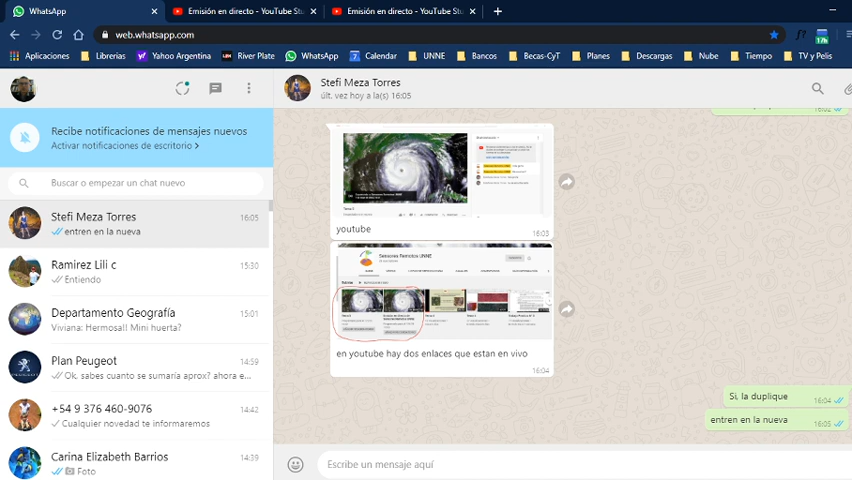 WhatsApp
Emisión en directo - YouTube Stu
Emisión en directo - YouTube Stu
web.whatsapp.com
17h
Aplicaciones
Librerias
Yahoo Argentina
River Plate
WhatsApp
Calendar
UNNE
Bancos
Becas-CyT
Planes
Descargas
Nube
Tiempo
TV y Pelis
Stefi Meza Torres
últ. vez hoy a la(s) 16:05
Recibe notificaciones de mensajes nuevos
Activar notificaciones de escritorio >
Buscar o empezar un chat nuevo
Stefi Meza Torres
16:05
entren en la nueva
Ramirez Lili c
15:30
Entiendo
Departamento Geografía
15:01
Viviana: Hermosa!! Mini huerta?
Plan Peugeot
14:59
Ok. sabes cuanto se sumaría aprox? ahora e...
+54 9 376 460-9076
14:42
Cualquier novedad te informaremos
Carina Elizabeth Barrios
14:39
Foto
16:02
youtube
16:03
Sensores Remotos UNNE
en youtube hay dos enlaces que estan en vivo
16:04
Si, la duplique
16:04
entren en la nueva
16:05
Escribe un mensaje aquí